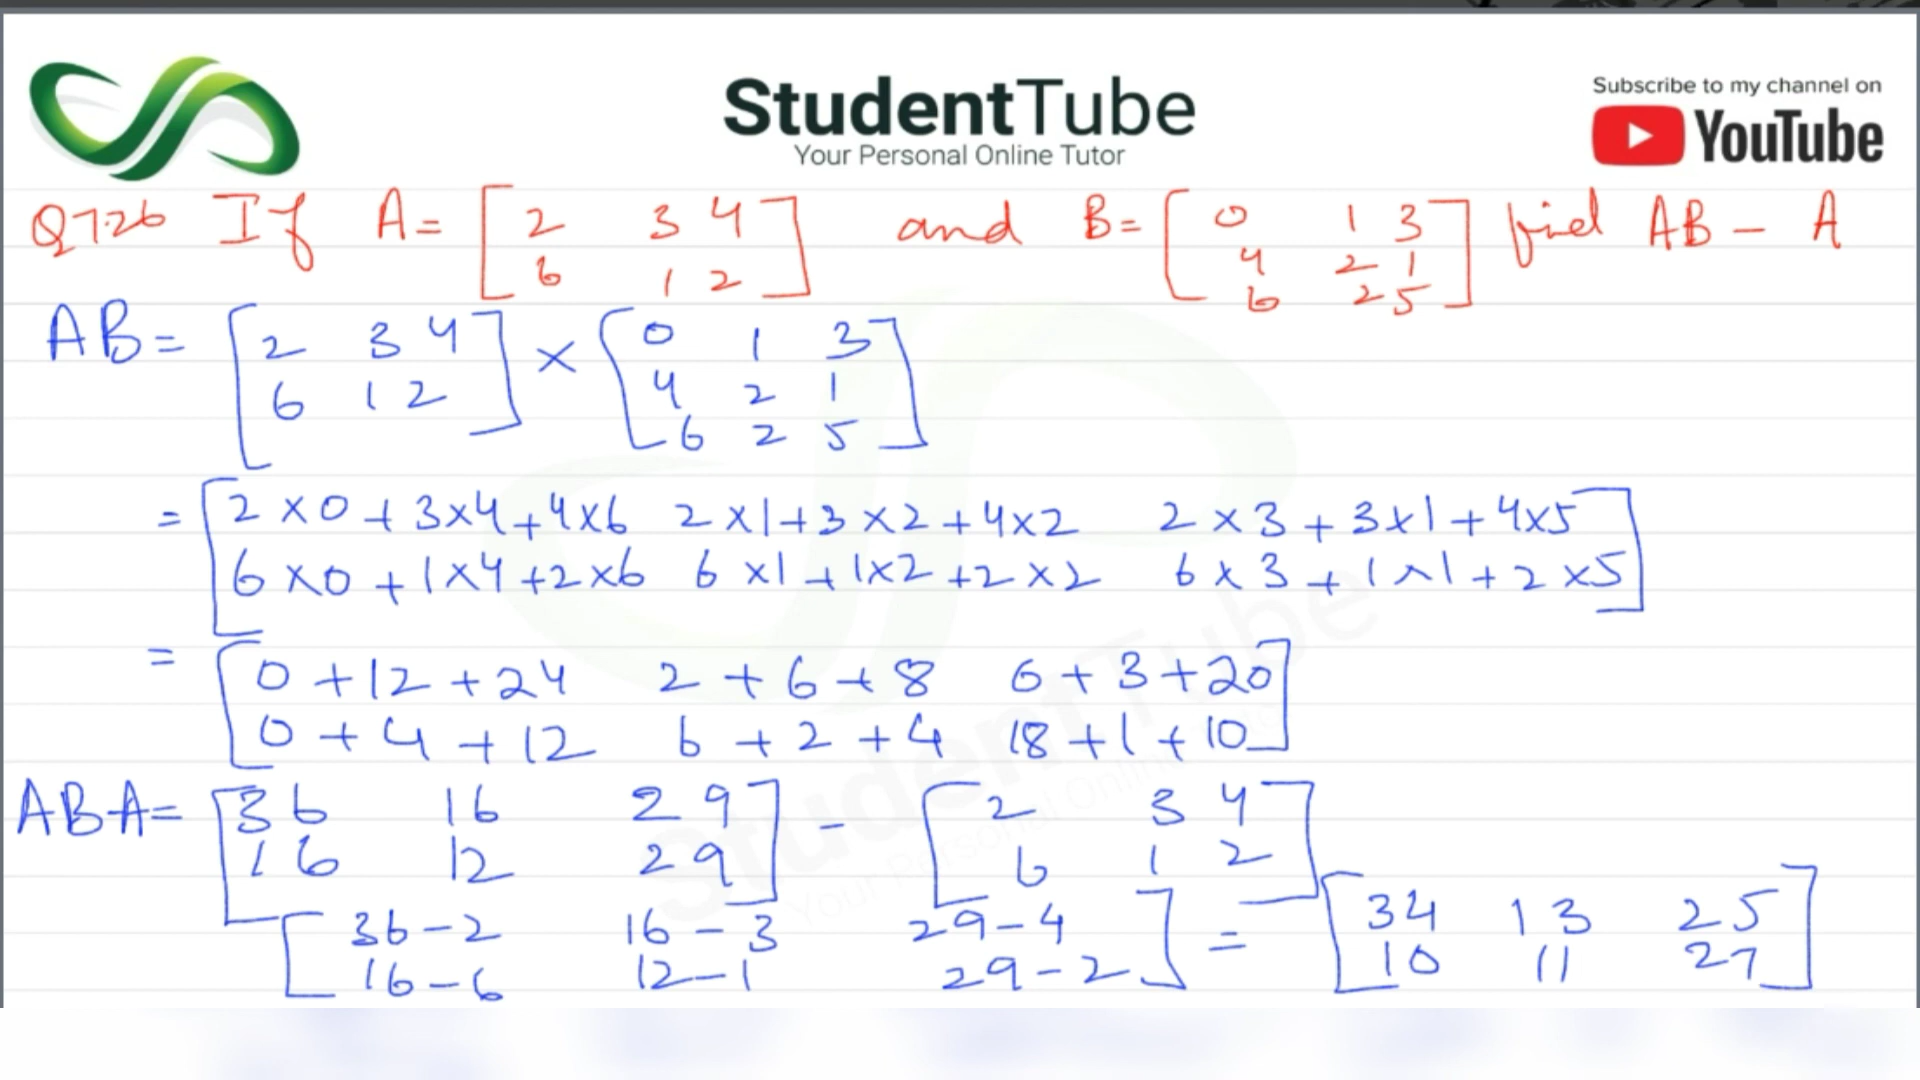 StudentTube
Your Personal Online Tutor
Subscribe to my channel on
YouTube
Q7.26 If A= [2 3 4 and B= [0 1 3 find AB - A
6 1 2] 4 2 1
6 2 5]
AB= [2 3 4 × [0 1 3
6 1 2] 4 2 1
6 2 5]
= [2×0+3×4+4×6 2×1+3×2+4×2 2×3+3×1+4×5
6×0+1×4+2×6 6×1+1×2+2×2 6×3+1×1+2×5]
= [0+12+24 2+6+8 6+3+20
0+4+12 6+2+4 18+1+10]
AB-A= [36 16 29 - [2 3 4
16 12 29] 6 1 2]
[36-2 16-3 29-4 = [34 13 25
16-6 12-1 29-2] 10 11 27]
StudentTube
Your Personal Online Tutor